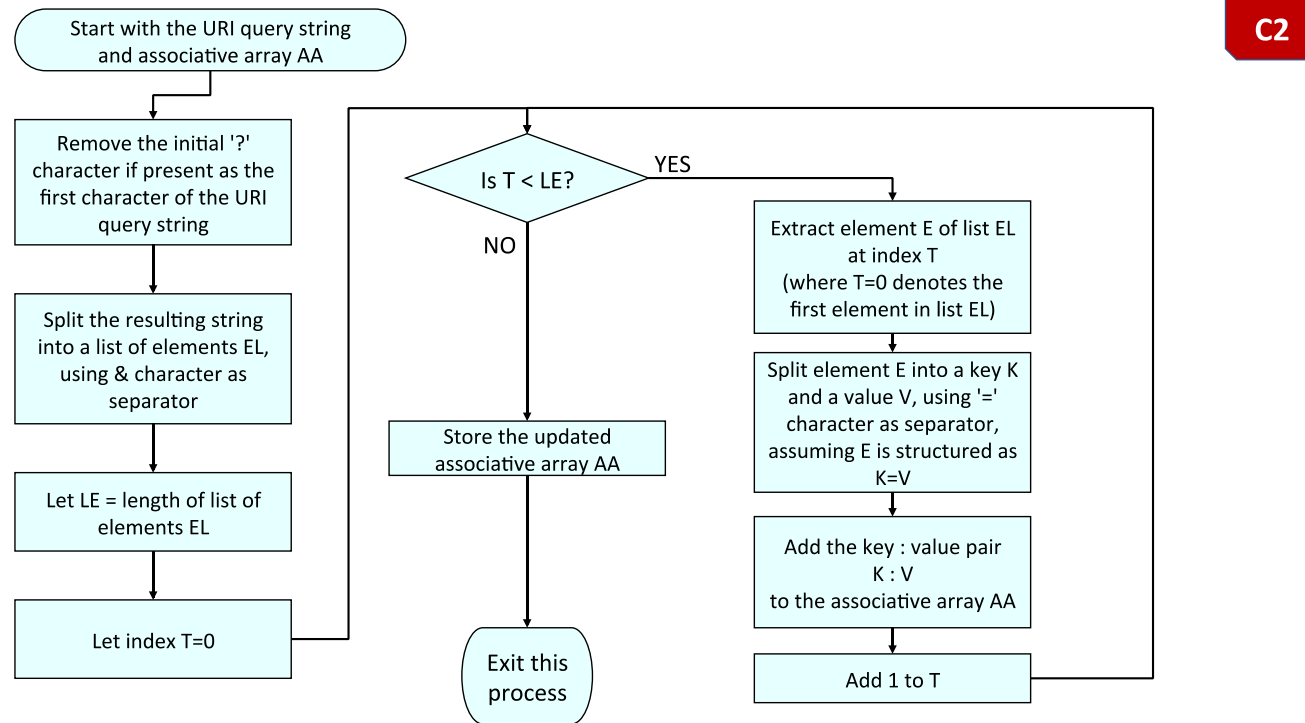 C2
Start with the URI query string
and associative array AA
Remove the initial '?'
character if present as the
first character of the URI
query string
Split the resulting string
into a list of elements EL,
using & character as
separator
Let LE = length of list of
elements EL
Let index T=0
Is T < LE?
YES
NO
Extract element E of list EL
at index T
(where T=0 denotes the
first element in list EL)
Split element E into a key K
and a value V, using '='
character as separator,
assuming E is structured as
K=V
Add the key : value pair
K : V
to the associative array AA
Add 1 to T
Store the updated
associative array AA
Exit this
process